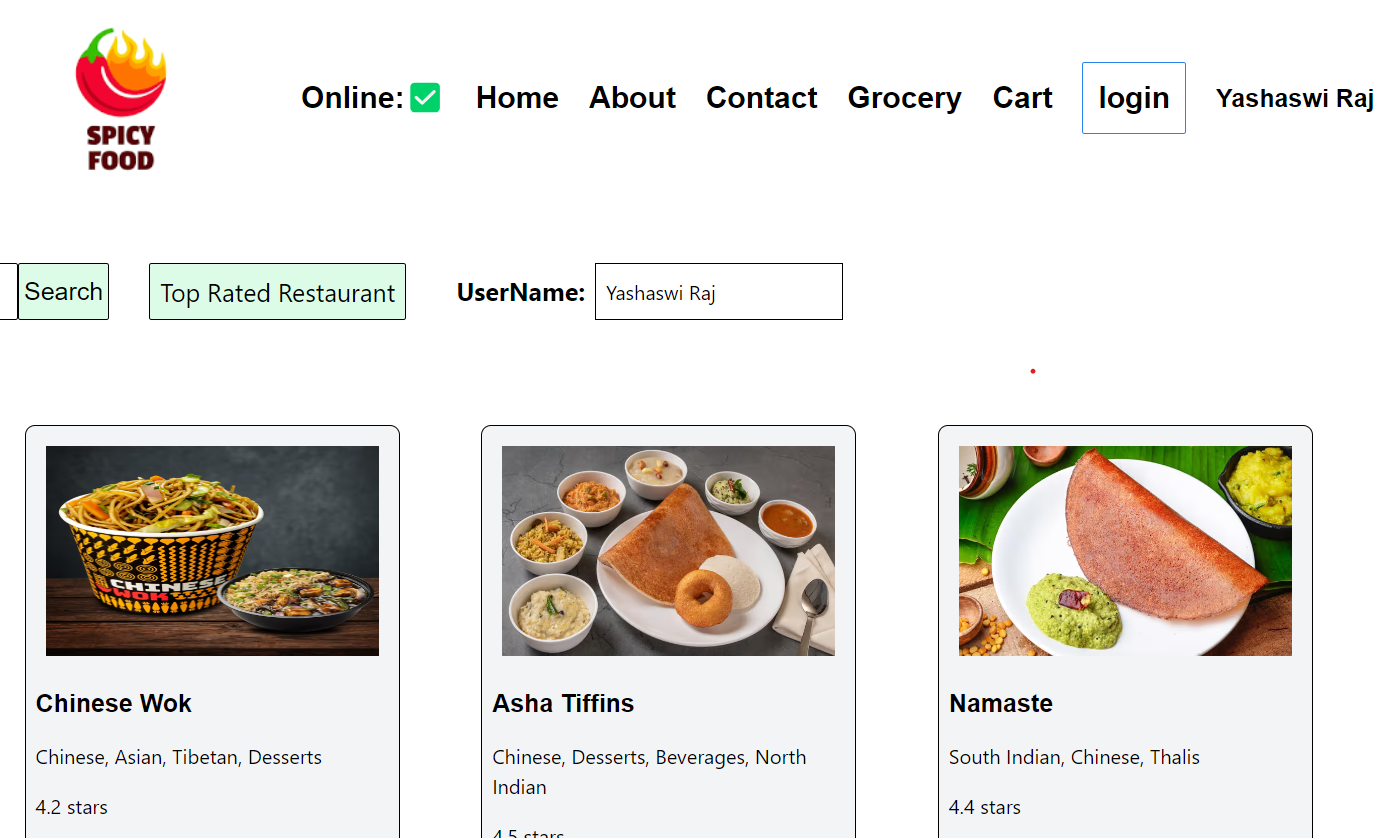 SPICY
FOOD
Online: ✅ Home About Contact Grocery Cart login Yashaswi Raj
Search Top Rated Restaurant UserName: Yashaswi Raj
CHINESE
WOK
Chinese Wok
Chinese, Asian, Tibetan, Desserts
4.2 stars
Asha Tiffins
Chinese, Desserts, Beverages, North
Indian
4.5 stars
Namaste
South Indian, Chinese, Thalis
4.4 stars